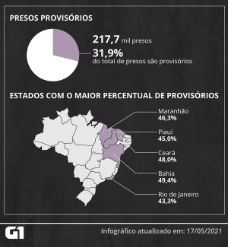 PRESOS PROVISÓRIOS
217,7 mil presos
31,9%
do total de presos são provisórios
ESTADOS COM O MAIOR PERCENTUAL DE PROVISÓRIOS
Maranhão
46,3%
Piauí
45,0%
Ceará
48,0%
Bahia
49,4%
Rio de Janeiro
43,3%
G1
Infográfico atualizado em: 17/05/2021